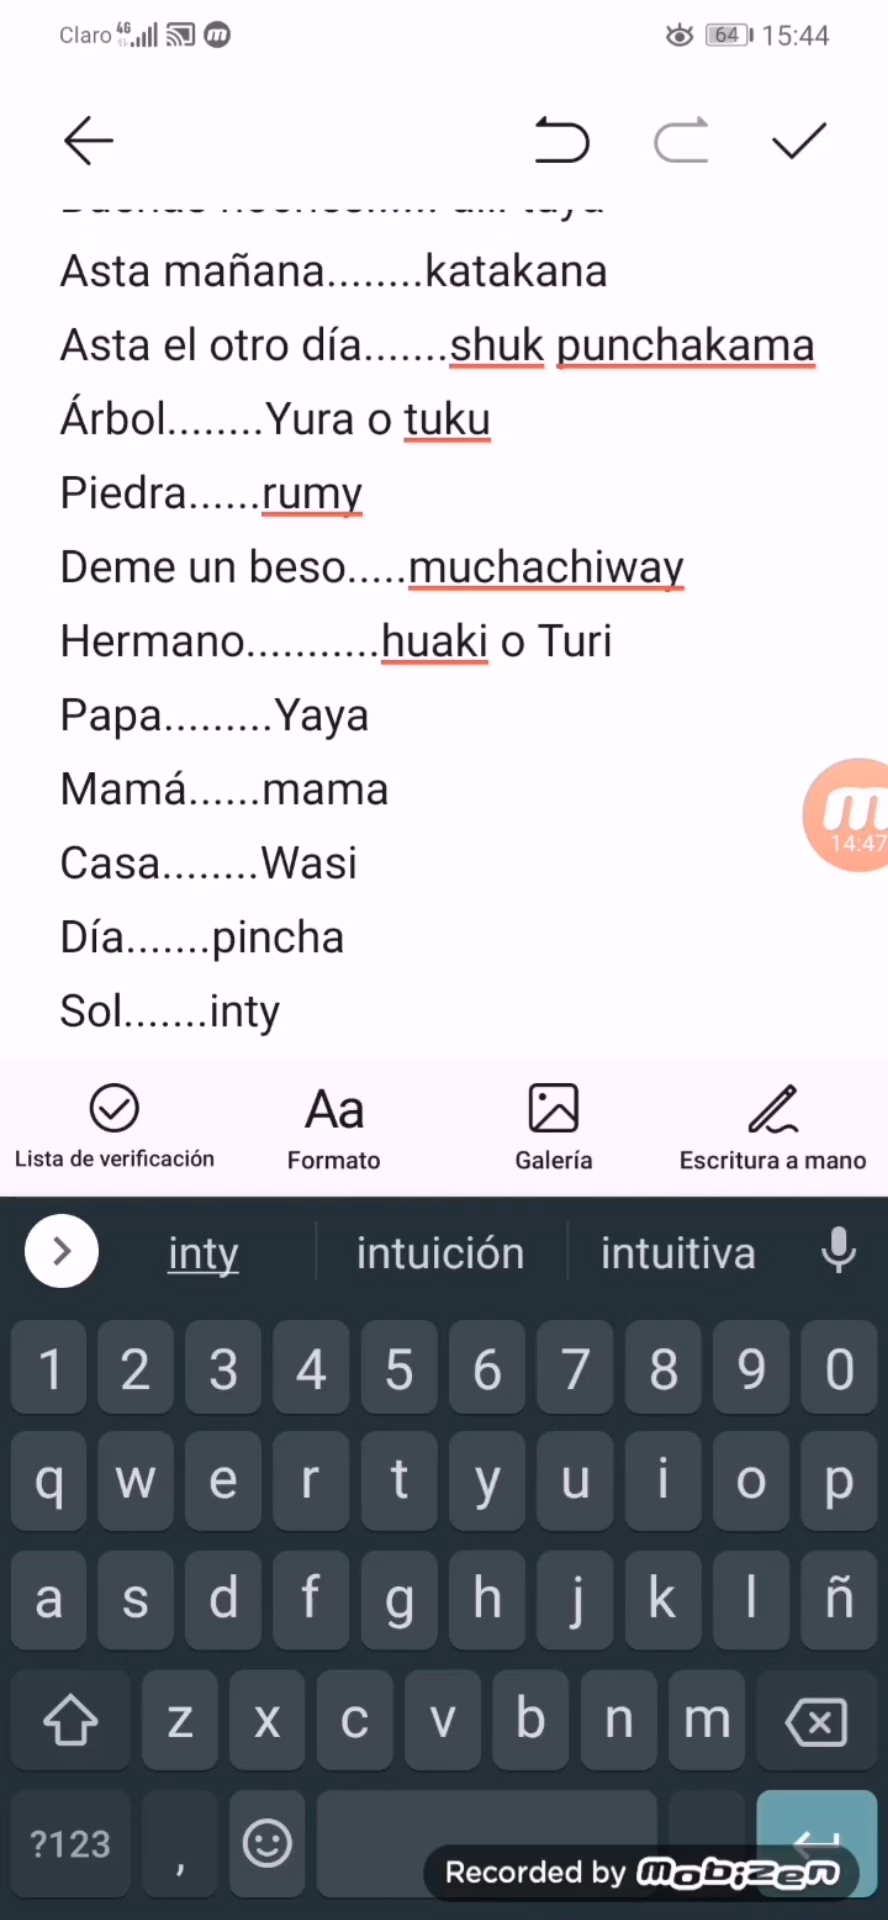 Claro 4G 64 15:44
Asta mañana........katakana
Asta el otro día.......shuk punchakama
Árbol........Yura o tuku
Piedra......rumy
Deme un beso.....muchachiway
Hermano...........huaki o Turi
Papa.........Yaya
Mamá......mama
14:47
Casa........Wasi
Día.......pincha
Sol.......inty
Aa
Lista de verificación Formato Galería Escritura a mano
inty intuición intuitiva
1 2 3 4 5 6 7 8 9 0
q w e r t y u i o p
a s d f g h j k l ñ
z x c v b n m
?123 ,
Recorded by mobizen